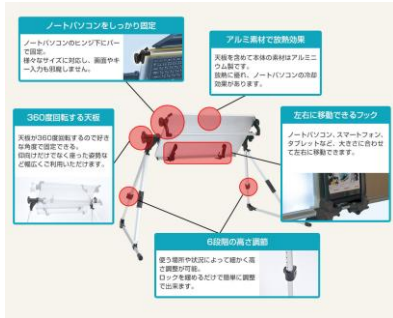 ノートパソコンをしっかり固定
ノートパソコンのヒンジ下にバー
で固定。
様々なサイズに対応し、画面やキ
ー入力も邪魔しません。
アルミ素材で放熱効果
天板を含めて本体の素材はアルミニ
ウム製です。
放熱に優れ、ノートパソコンの冷却
効果があります。
360度回転する天板
天板が360度回転するので好き
な角度で固定できる。
仰向けだけでなく座った姿勢な
ど幅広くご利用いただけます。
左右に移動できるフック
ノートパソコン、スマートフォン、
タブレットなど、大きさに合わせ
て左右に移動できます。
6段階の高さ調節
使う場所や状況によって細かく高
さ調整が可能。
ロックを緩めるだけで簡単に調整
で出来ます。